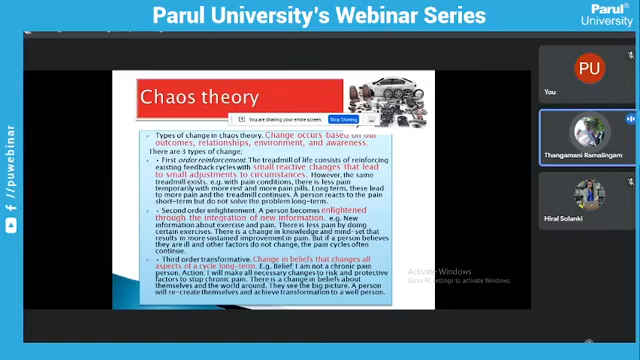 Parul University's Webinar Series
Parul
University
Chaos theory
You are sharing your entire screen.
Stop Sharing
Types of change in chaos theory. Change occurs based on our
outcomes, relationships, environment, and awareness.
There are 3 types of change;
• First order reinforcement. The treadmill of life consists of reinforcing
existing feedback cycles with small reactive changes that lead
to small adjustments to circumstances. However, the same
treadmill exists. e.g. with pain conditions, there is less pain
temporarily with more rest and more pain pills. Long term, these lead
to more pain and the treadmill continues. A person reacts to the pain
short-term but do not solve the problem long-term.
• Second order enlightenment. A person becomes enlightened
through the integration of new information. e.g. New
information about exercise and pain. There is less pain by doing
certain exercises. There is a change in knowledge and mind-set that
results in more sustained improvement in pain. But if a person believes
they are ill and other factors do not change, the pain cycles often
continue.
• Third order transformative. Change in beliefs that changes all
aspects of a cycle long-term. E.g. Belief I am not a chronic pain
person. Action: I will make all necessary changes to risk and protective
factors to stop chronic pain. There is a change in beliefs about
themselves and the world around. They see the big picture. A person
will re-create themselves and achieve transformation to a well person.
PU
You
Thangamani Ramalingam
Hiral Solanki
Activate Windows
Go to PC settings to activate Windows.
/puwebinar